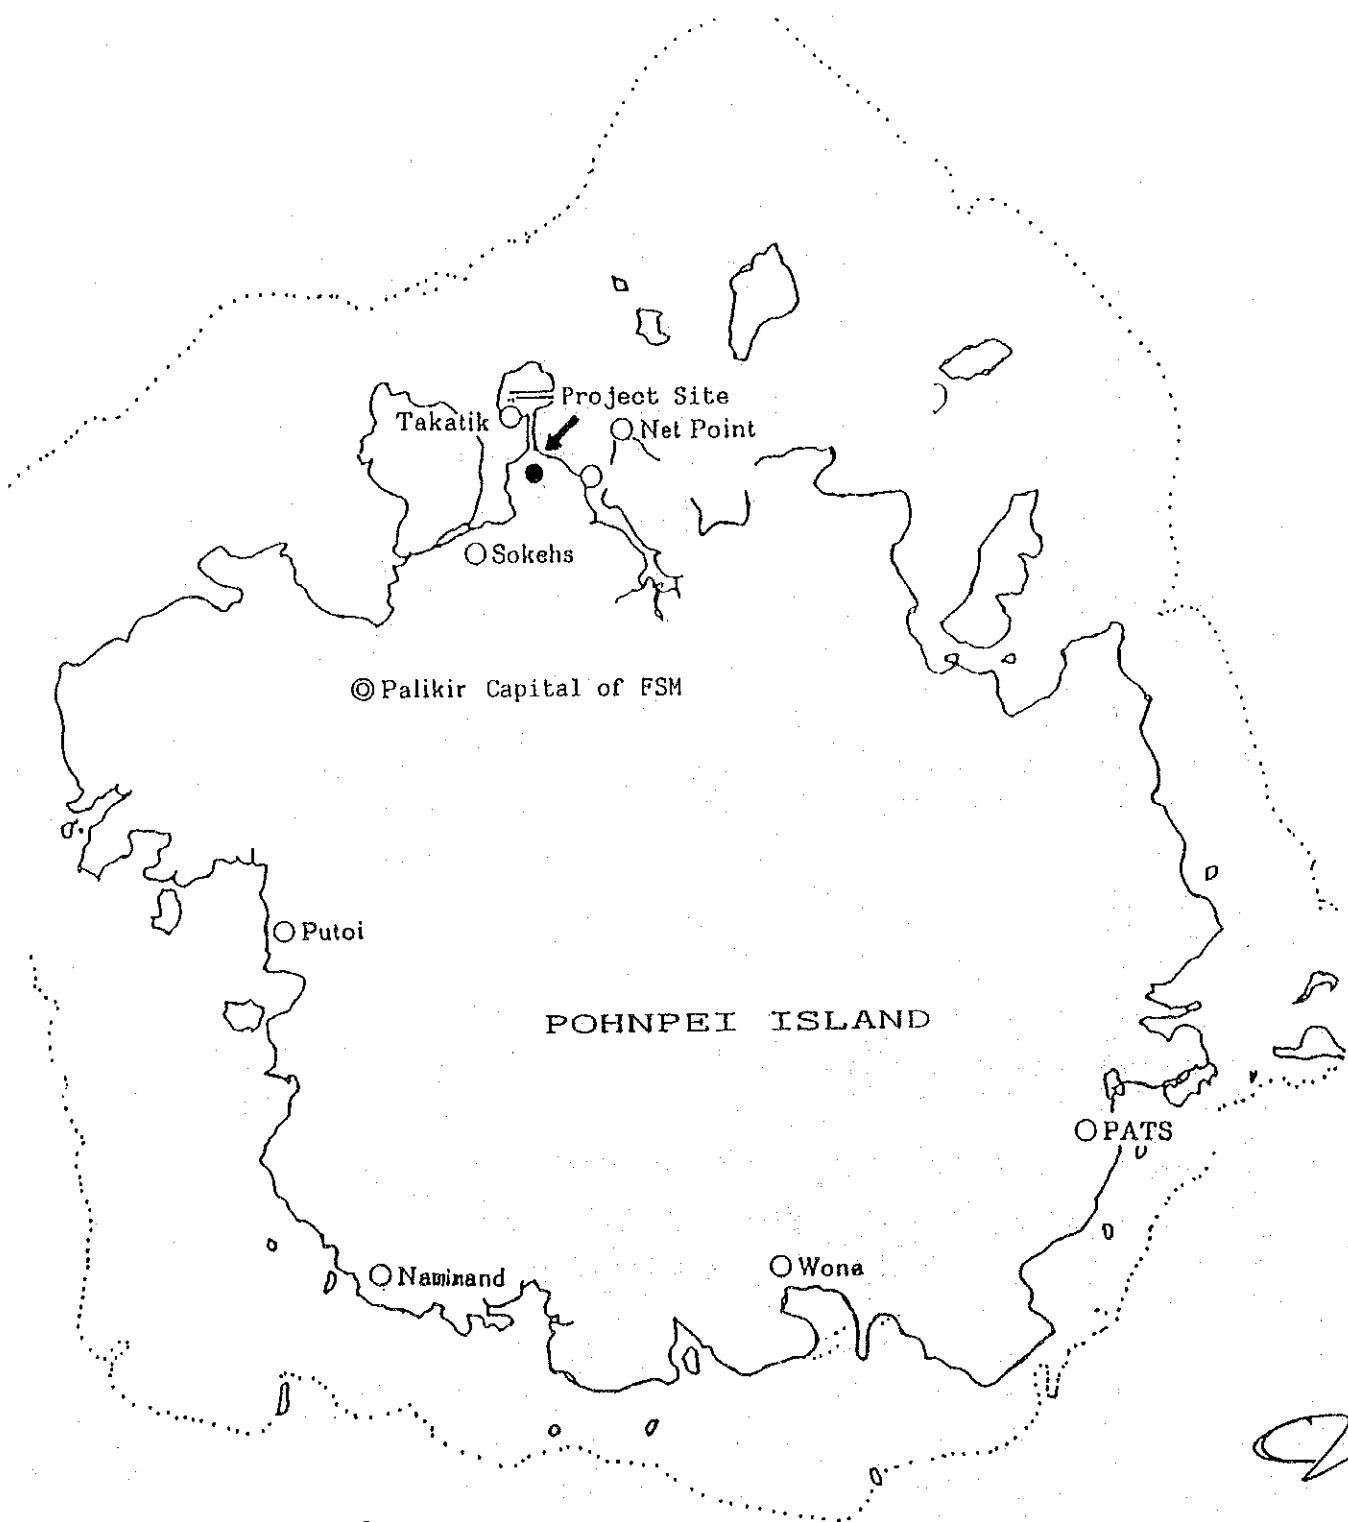 Project Site
Takatik
Net Point
Sokehs
Palikir Capital of FSM
Putoi
POHNPEI ISLAND
PATS
Wona
Naminand